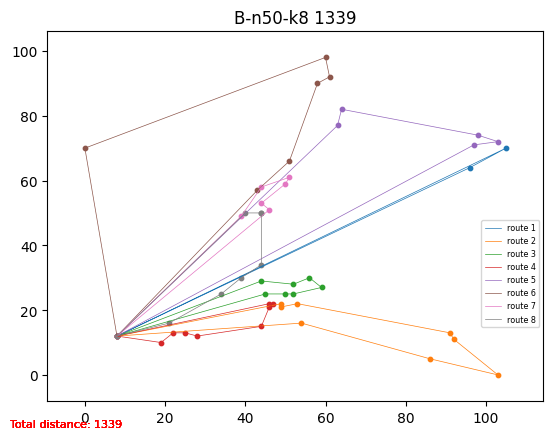 B-n50-k8 1339
100
80
60
40
20
0
0 20 40 60 80 100
route 1
route 2
route 3
route 4
route 5
route 6
route 7
route 8
Total distance: 1339